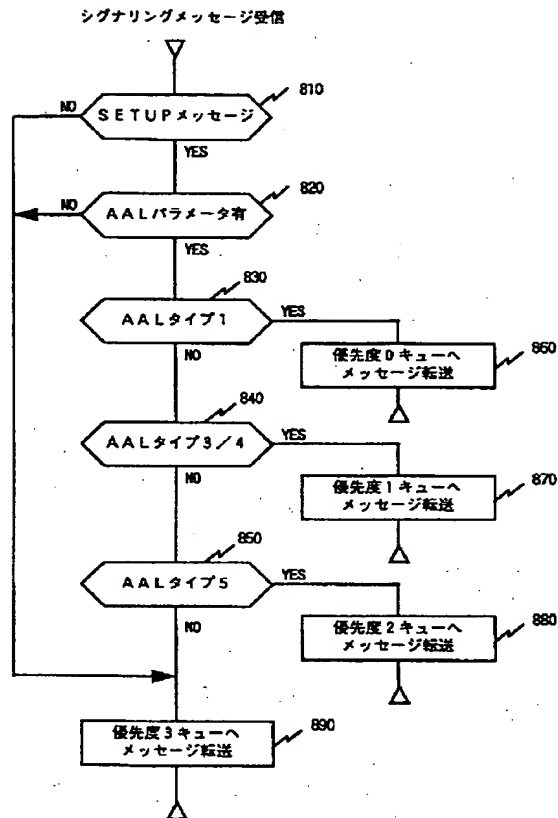 シグナリングメッセージ受信
810
NO
SETUPメッセージ
YES
820
NO
AALパラメータ有
YES
830
AALタイプ1
YES
NO
優先度0キューへ
メッセージ転送
860
840
AALタイプ3/4
YES
NO
優先度1キューへ
メッセージ転送
870
850
AALタイプ5
YES
NO
優先度2キューへ
メッセージ転送
880
優先度3キューへ
メッセージ転送
890